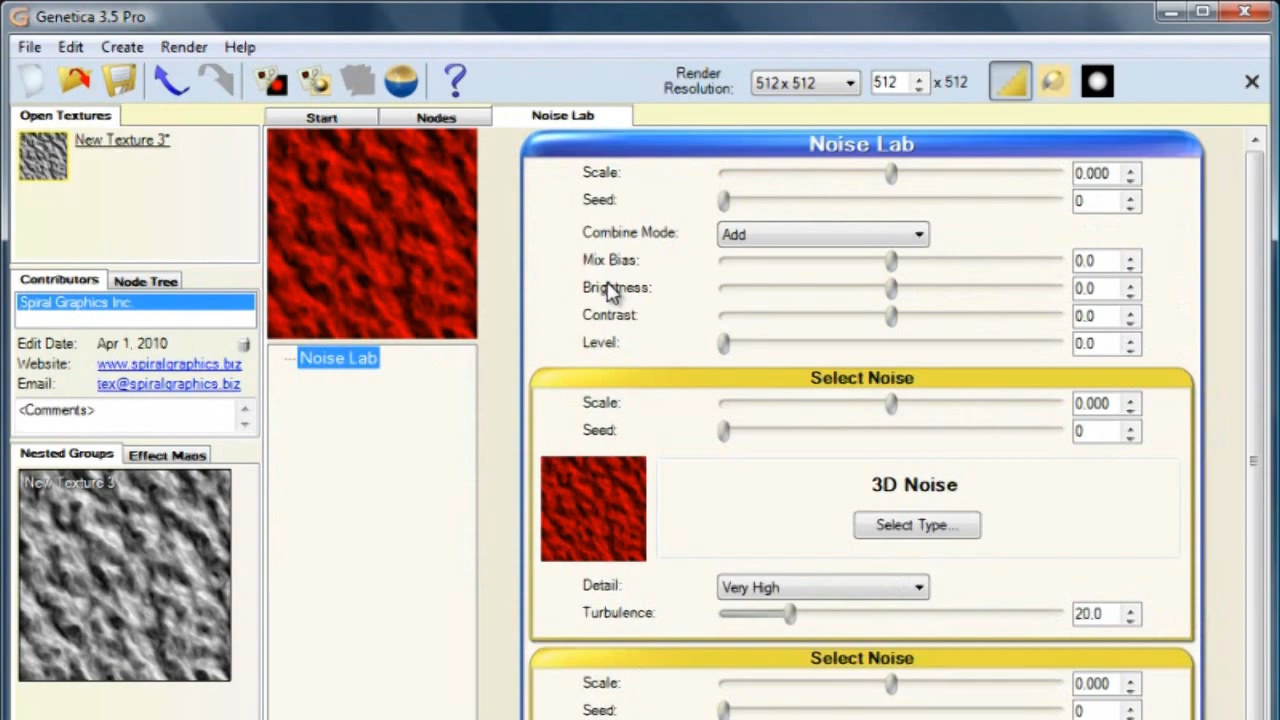 Genetica 3.5 Pro
File Edit Create Render Help
Render Resolution: 512 x 512 512 x 512
Open Textures
New Texture 3*
Start Nodes Noise Lab
Contributors Node Tree
Spiral Graphics Inc.
Edit Date: Apr 1, 2010
Website: www.spiralgraphics.biz
Email: tex@spiralgraphics.biz
<Comments>
Nested Groups Effect Maps
New Texture 3
Noise Lab
Noise Lab
Scale: 0.000
Seed: 0
Combine Mode: Add
Mix Bias: 0.0
Brightness: 0.0
Contrast: 0.0
Level: 0.0
Select Noise
Scale: 0.000
Seed: 0
3D Noise
Select Type...
Detail: Very High
Turbulence: 20.0
Select Noise
Scale: 0.000
Seed: 0